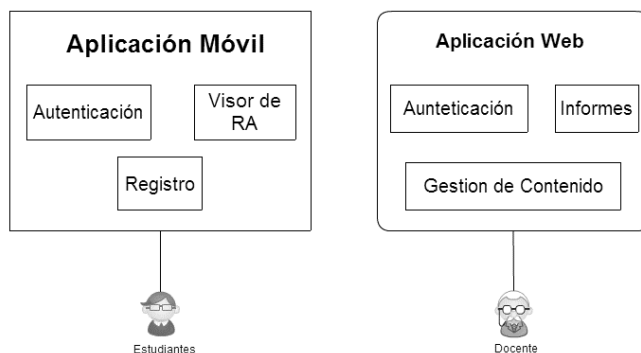 Aplicación Móvil
Autenticación
Visor de
RA
Registro
Estudiantes
Aplicación Web
Aunteticación
Informes
Gestion de Contenido
Docente